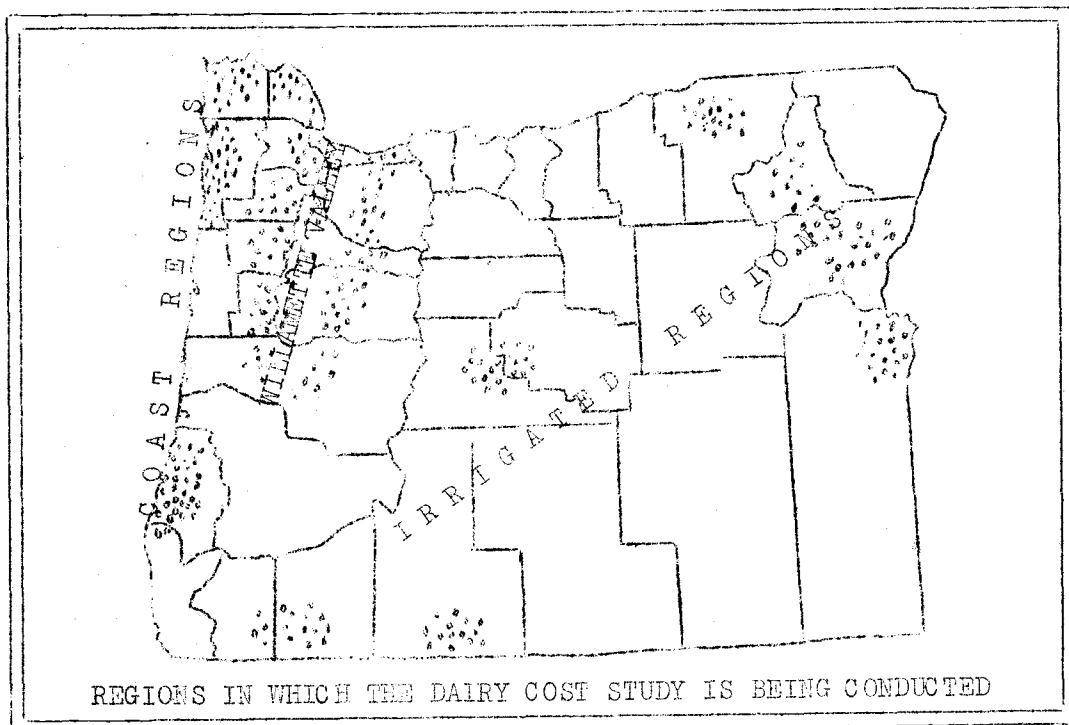 COAST REGIONS
WILLAMETTE VALLEY
IRRIGATED REGIONS
REGIONS IN WHICH THE DAIRY COST STUDY IS BEING CONDUCTED